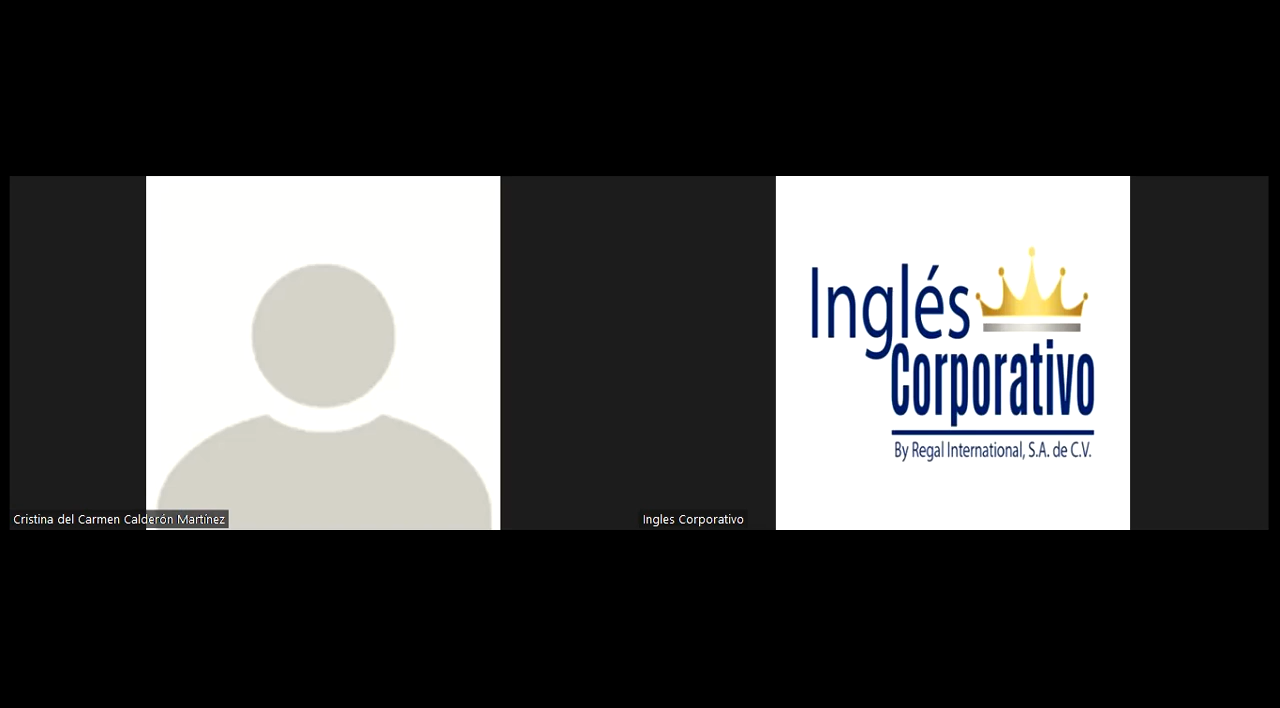 Inglés
Corporativo
By Regal International, S.A. de C.V.
Cristina del Carmen Calderón Martínez
Ingles Corporativo